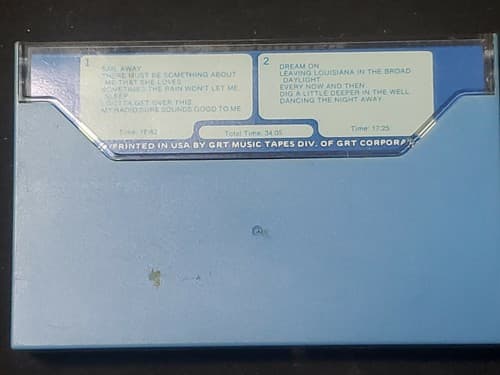 1
SAIL AWAY
THERE MUST BE SOMETHING ABOUT
ME THAT SHE LOVES
SOMETIMES THE RAIN WON'T LET ME
SLEEP
I GOTTA GET OVER THIS
MY RADIO SURE SOUNDS GOOD TO ME
Time:
2
DREAM ON
LEAVING LOUISIANA IN THE BROAD
DAYLIGHT
EVERY NOW AND THEN
DIG A LITTLE DEEPER IN THE WELL
DANCING THE NIGHT AWAY
Time: 17:25
Total Time: 34:05
PRINTED IN USA BY GRT MUSIC TAPES DIV. OF GRT CORPORA